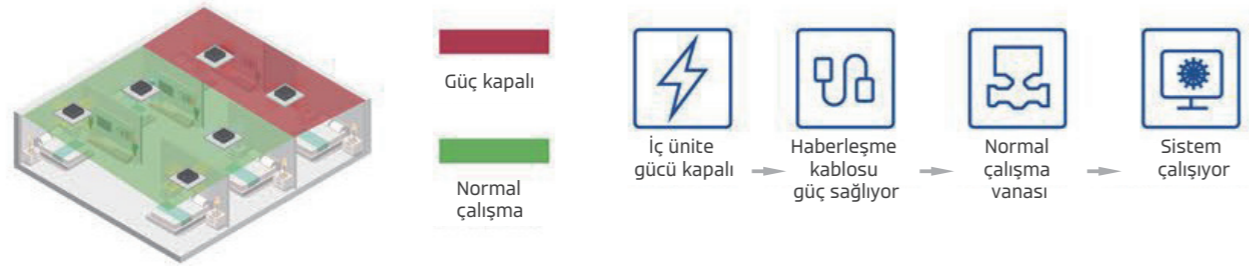 Güç kapalı
Normal
çalışma
İç ünite
gücü kapalı
Haberleşme
kablosu
güç sağlıyor
Normal
çalışma
vanası
Sistem
çalışıyor